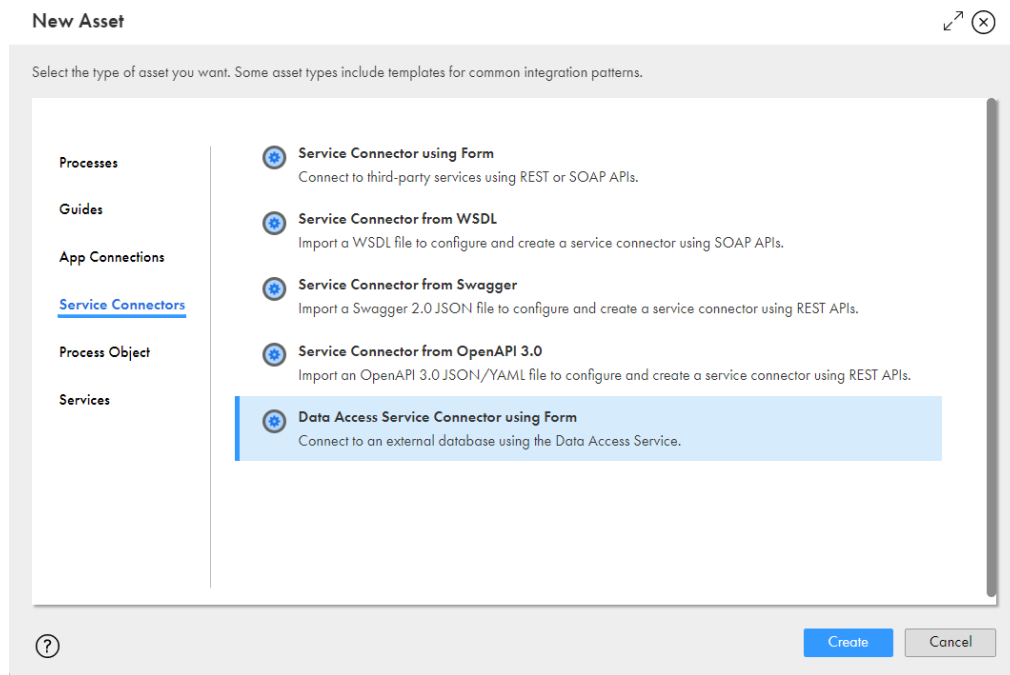 New Asset
Select the type of asset you want. Some asset types include templates for common integration patterns.
Processes
Guides
App Connections
Service Connectors
Process Object
Services
Service Connector using Form
Connect to third-party services using REST or SOAP APIs.
Service Connector from WSDL
Import a WSDL file to configure and create a service connector using SOAP APIs.
Service Connector from Swagger
Import a Swagger 2.0 JSON file to configure and create a service connector using REST APIs.
Service Connector from OpenAPI 3.0
Import an OpenAPI 3.0 JSON/YAML file to configure and create a service connector using REST APIs.
Data Access Service Connector using Form
Connect to an external database using the Data Access Service.
?
Create
Cancel